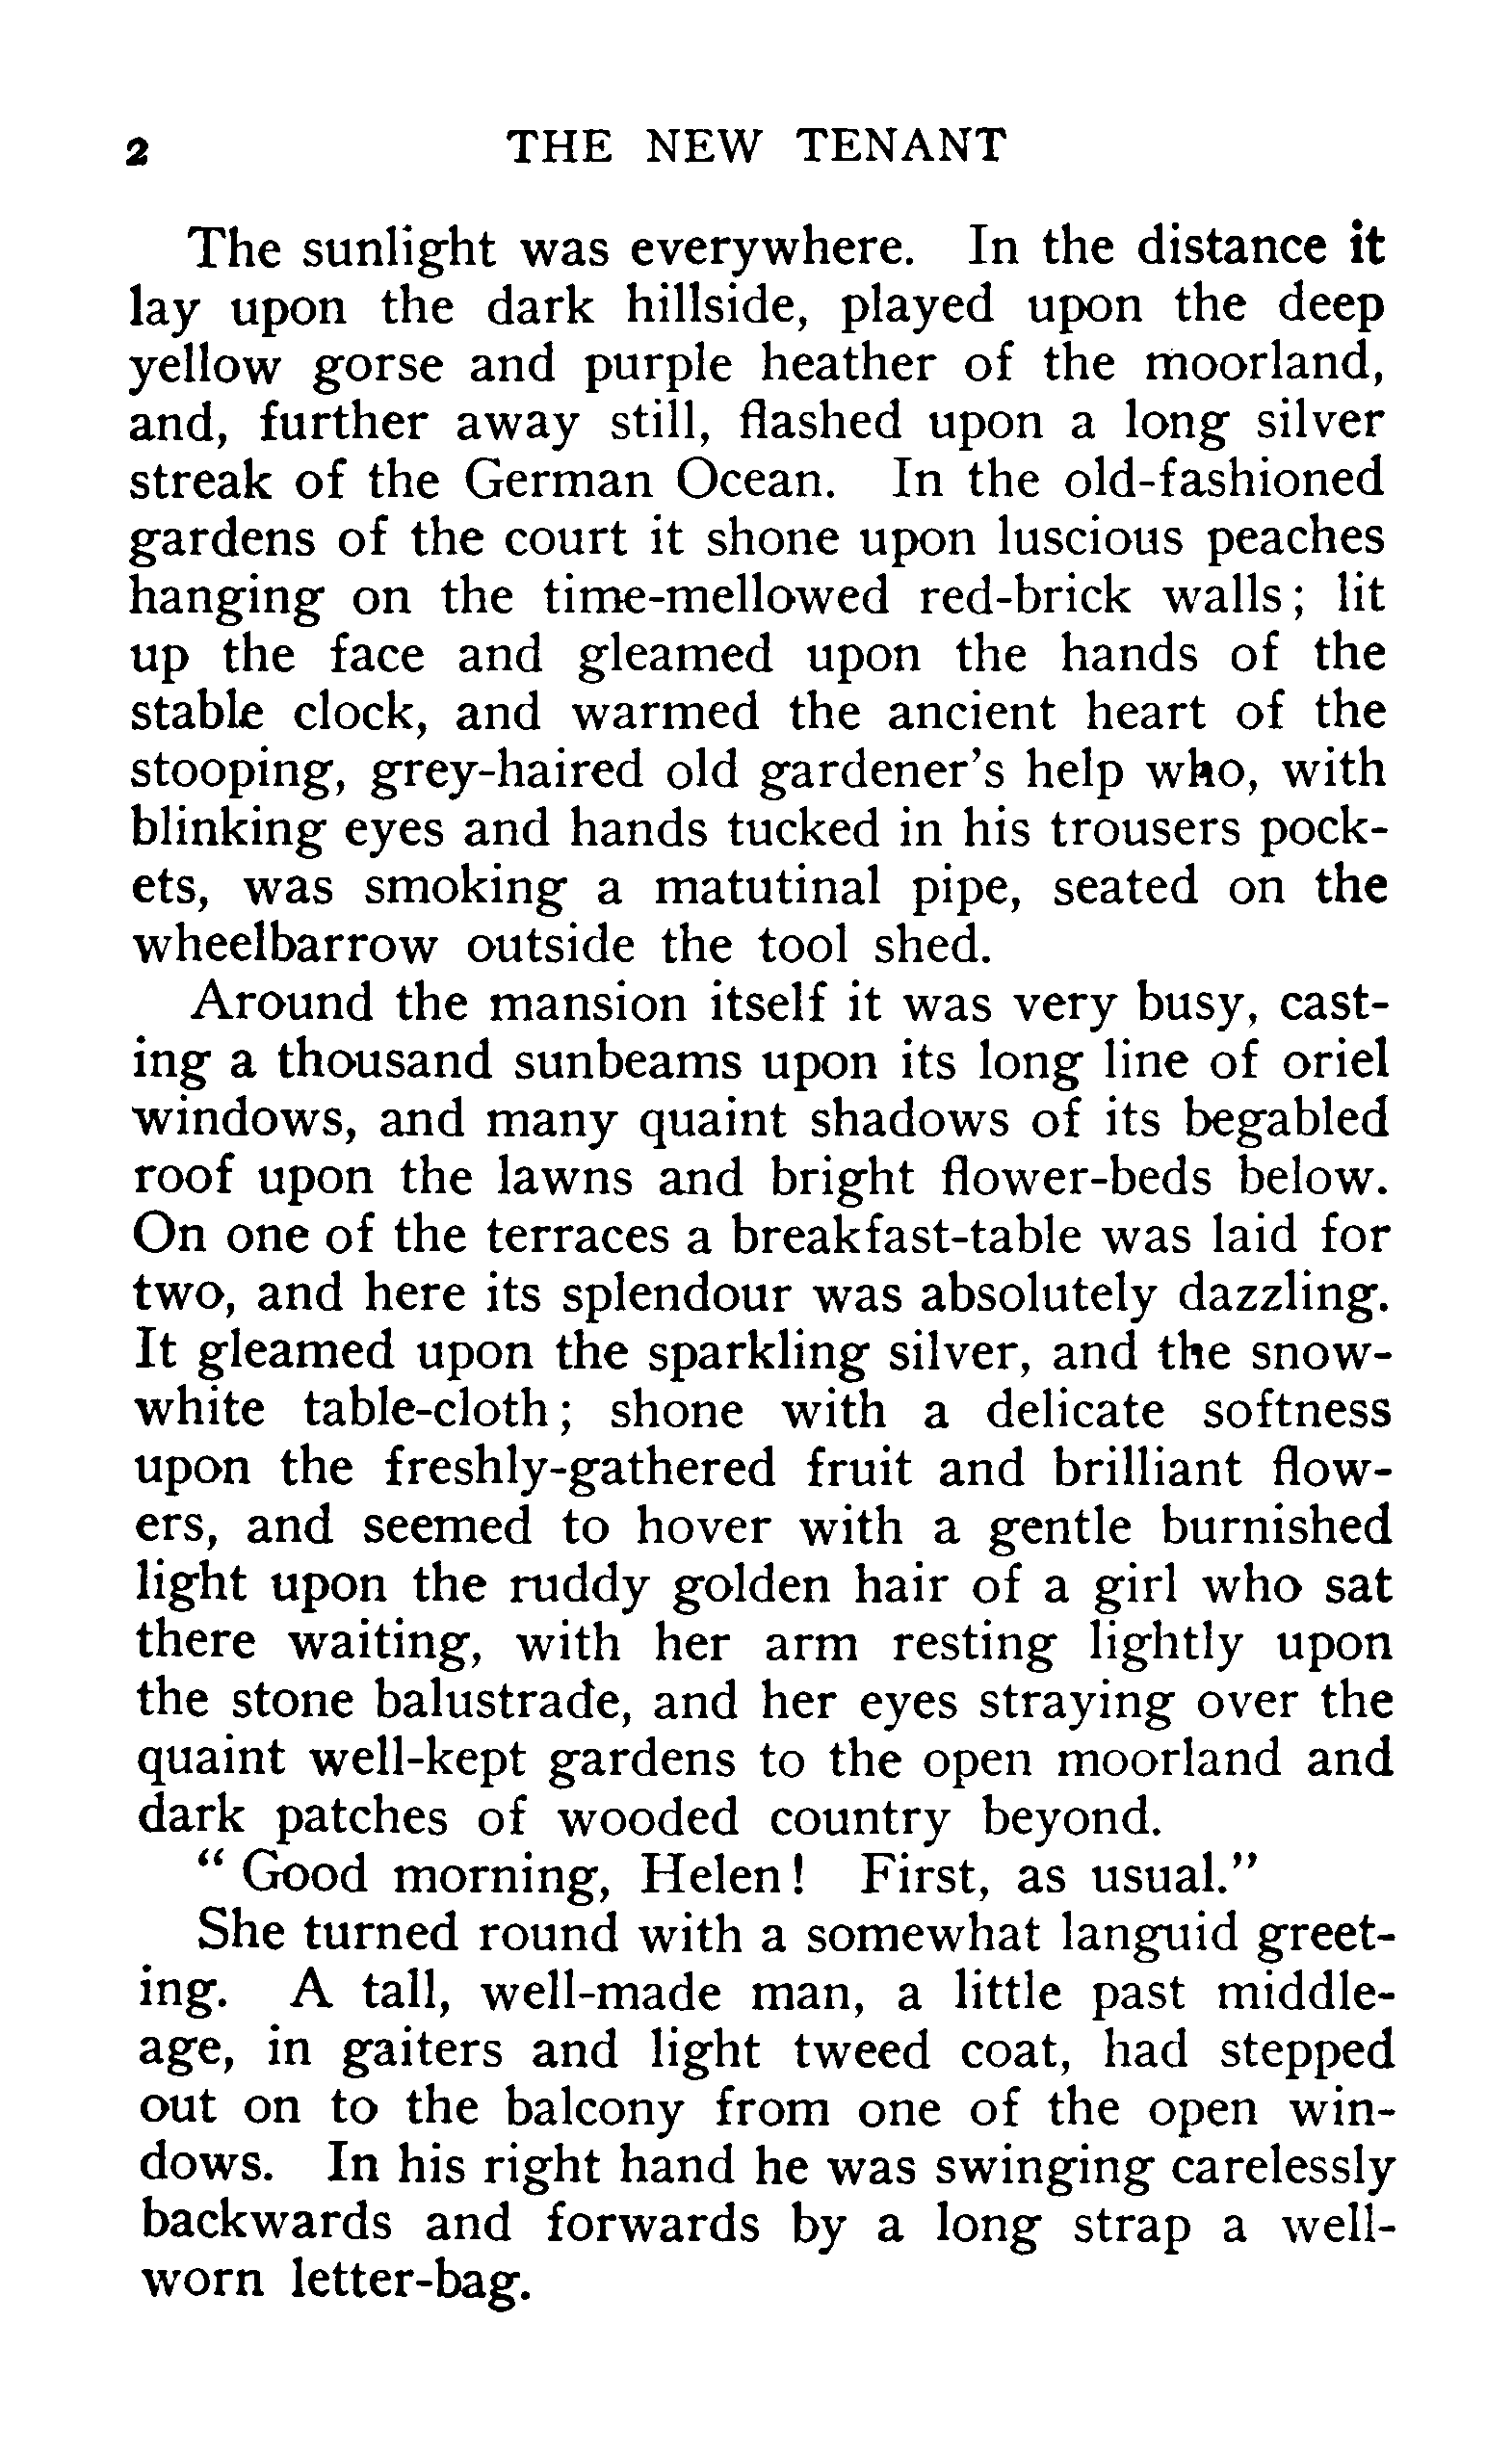 2 THE NEW TENANT
The sunlight was everywhere. In the distance it
lay upon the dark hillside, played upon the deep
yellow gorse and purple heather of the moorland,
and, further away still, flashed upon a long silver
streak of the German Ocean. In the old-fashioned
gardens of the court it shone upon luscious peaches
hanging on the time-mellowed red-brick walls; lit
up the face and gleamed upon the hands of the
stable clock, and warmed the ancient heart of the
stooping, grey-haired old gardener's help who, with
blinking eyes and hands tucked in his trousers pock-
ets, was smoking a matutinal pipe, seated on the
wheelbarrow outside the tool shed.
Around the mansion itself it was very busy, cast-
ing a thousand sunbeams upon its long line of oriel
windows, and many quaint shadows of its begabled
roof upon the lawns and bright flower-beds below.
On one of the terraces a breakfast-table was laid for
two, and here its splendour was absolutely dazzling.
It gleamed upon the sparkling silver, and the snow-
white table-cloth; shone with a delicate softness
upon the freshly-gathered fruit and brilliant flow-
ers, and seemed to hover with a gentle burnished
light upon the ruddy golden hair of a girl who sat
there waiting, with her arm resting lightly upon
the stone balustrade, and her eyes straying over the
quaint well-kept gardens to the open moorland and
dark patches of wooded country beyond.
"Good morning, Helen! First, as usual."
She turned round with a somewhat languid greet-
ing. A tall, well-made man, a little past middle-
age, in gaiters and light tweed coat, had stepped
out on to the balcony from one of the open win-
dows. In his right hand he was swinging carelessly
backwards and forwards by a long strap a well-
worn letter-bag.